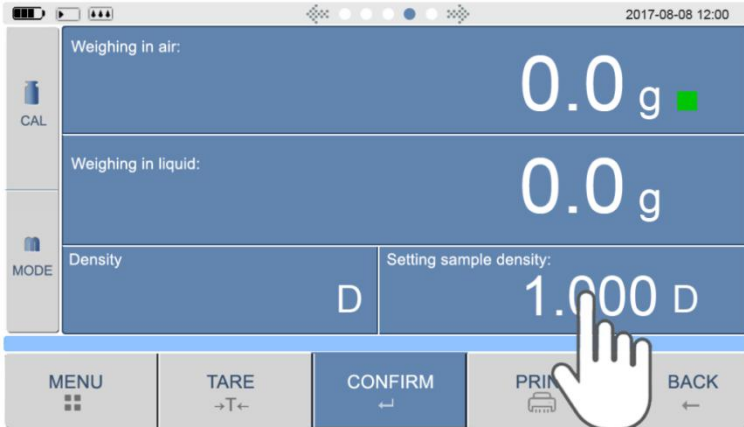 2017-08-08 12:00
Weighing in air:
0.0 g
CAL
Weighing in liquid:
0.0 g
MODE
Density
D
Setting sample density:
1.000 D
MENU
TARE
→T←
CONFIRM
PRIN
BACK